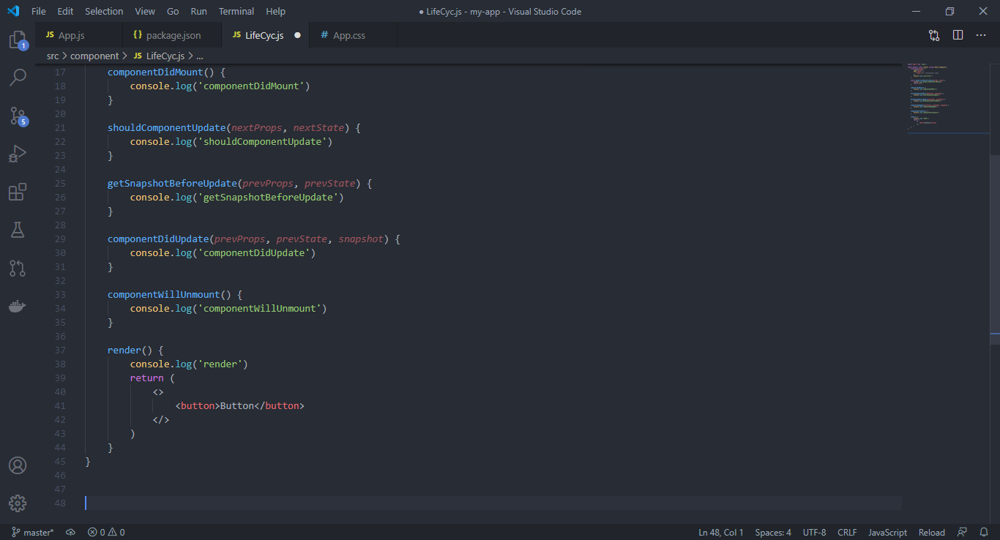 File Edit Selection View Go Run Terminal Help ● LifeCyc.js - my-app - Visual Studio Code
JS App.js {} package.json JS LifeCyc.js ● # App.css ···
1
src > component > JS LifeCyc.js > ...
17 componentDidMount() {
18 console.log('componentDidMount')
19 }
20
21 shouldComponentUpdate(nextProps, nextState) {
22 console.log('shouldComponentUpdate')
5
23 }
24
25 getSnapshotBeforeUpdate(prevProps, prevState) {
26 console.log('getSnapshotBeforeUpdate')
27 }
28
29 componentDidUpdate(prevProps, prevState, snapshot) {
30 console.log('componentDidUpdate')
31 }
32
33 componentWillUnmount() {
34 console.log('componentWillUnmount')
35 }
36
37 render() {
38 console.log('render')
39 return (
40 <>
41 <button>Button</button>
42 </>
43 )
44 }
45 }
46
47
48
master* 0 0 Ln 48, Col 1 Spaces: 4 UTF-8 CRLF JavaScript Reload